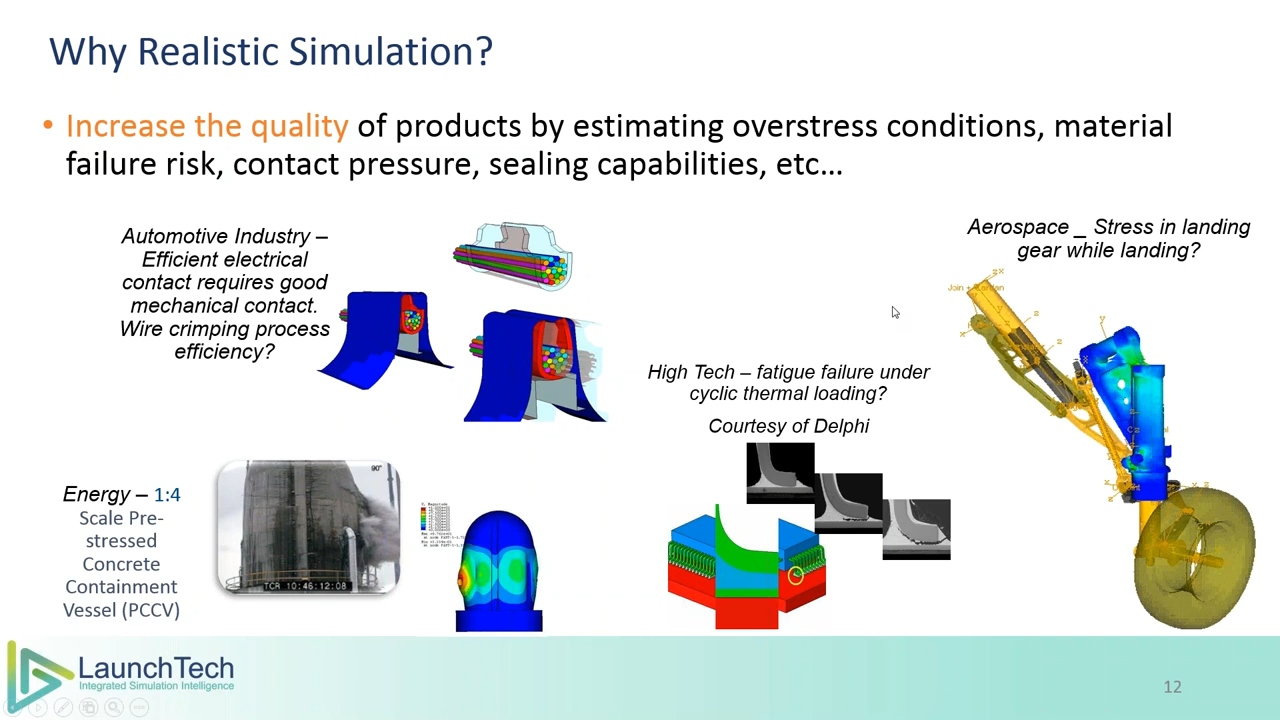 Why Realistic Simulation?
• Increase the quality of products by estimating overstress conditions, material
failure risk, contact pressure, sealing capabilities, etc…
Automotive Industry –
Efficient electrical
contact requires good
mechanical contact.
Wire crimping process
efficiency?
Aerospace _ Stress in landing
gear while landing?
High Tech – fatigue failure under
cyclic thermal loading?
Courtesy of Delphi
Energy – 1:4
Scale Pre-
stressed
Concrete
Containment
Vessel (PCCV)
90°
TCR 10:46:12:08
LaunchTech
Integrated Simulation Intelligence
12